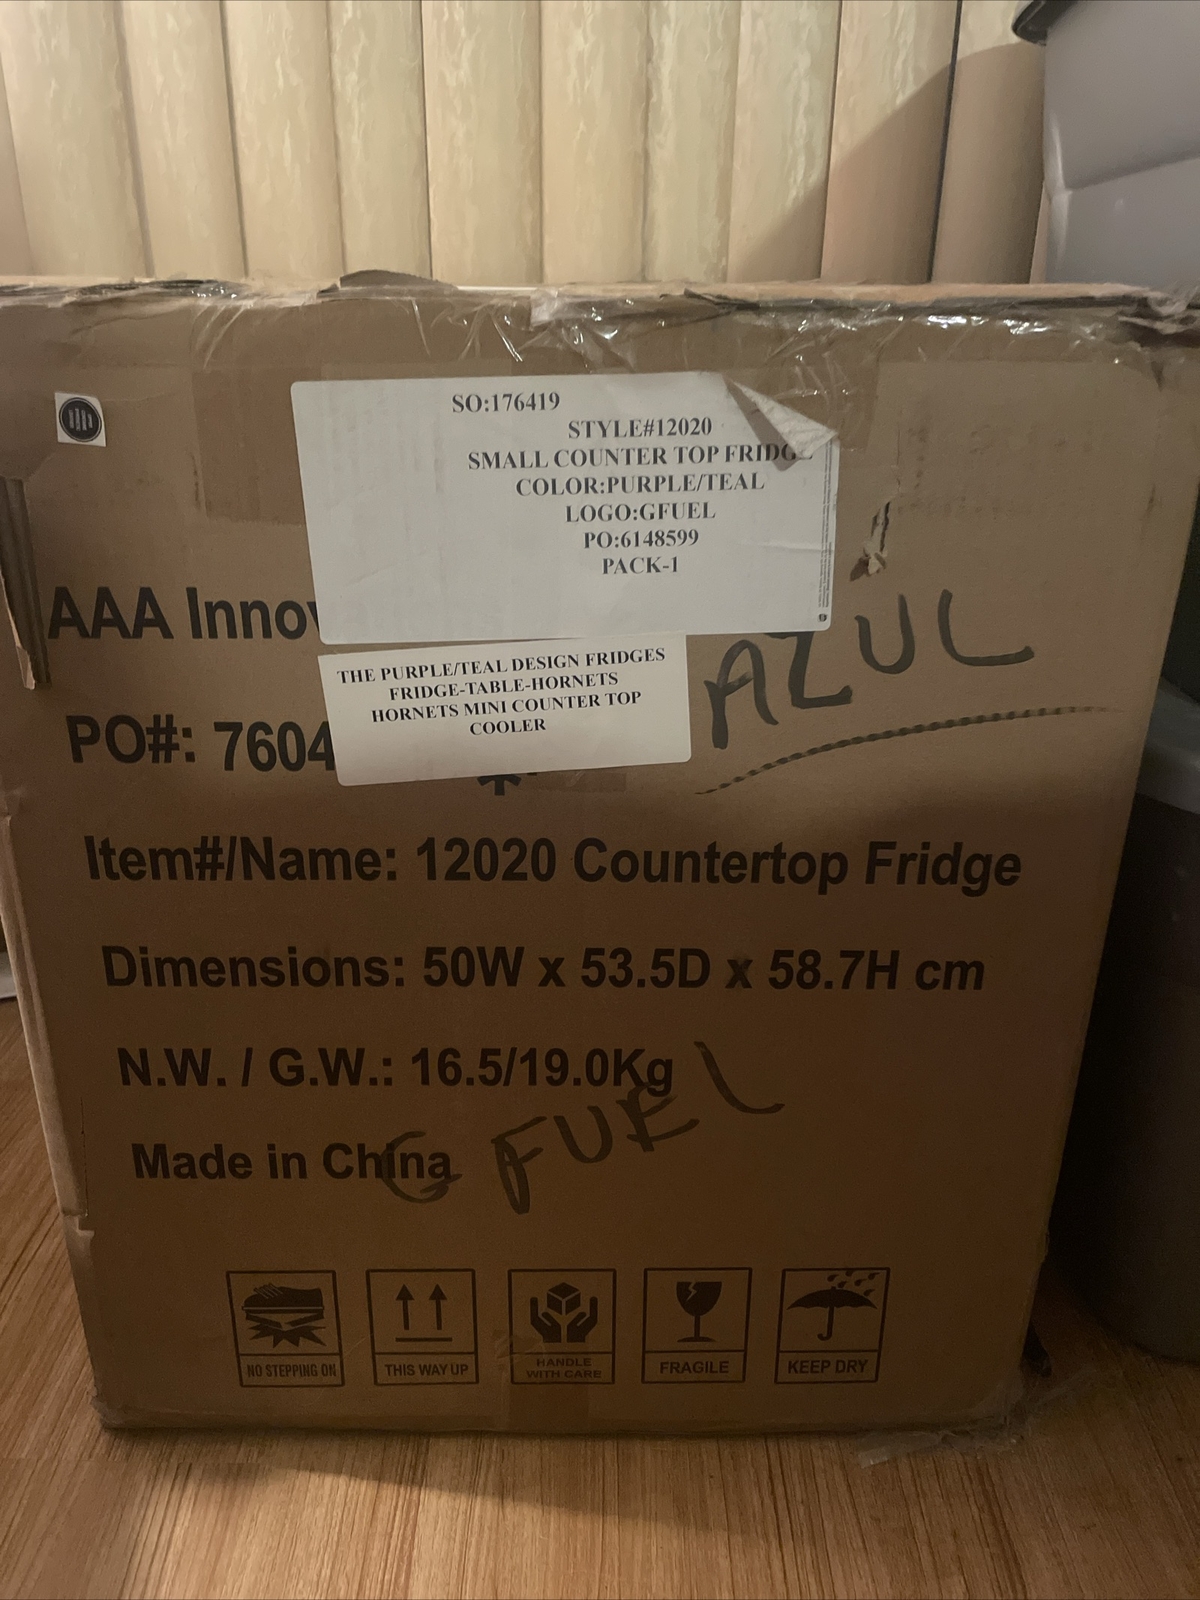 SO:176419
STYLE#12020
SMALL COUNTER TOP FRIDGE
COLOR:PURPLE/TEAL
LOGO:GFUEL
PO:6148599
PACK-1
AAA Innov
THE PURPLE/TEAL DESIGN FRIDGES
FRIDGE-TABLE-HORNETS
HORNETS MINI COUNTER TOP
COOLER
AZUL
PO#: 7604
Item#/Name: 12020 Countertop Fridge
Dimensions: 50W x 53.5D x 58.7H cm
N.W. / G.W.: 16.5/19.0Kg
Made in China
G FUEL
NO STEPPING ON
THIS WAY UP
HANDLE
WITH CARE
FRAGILE
KEEP DRY